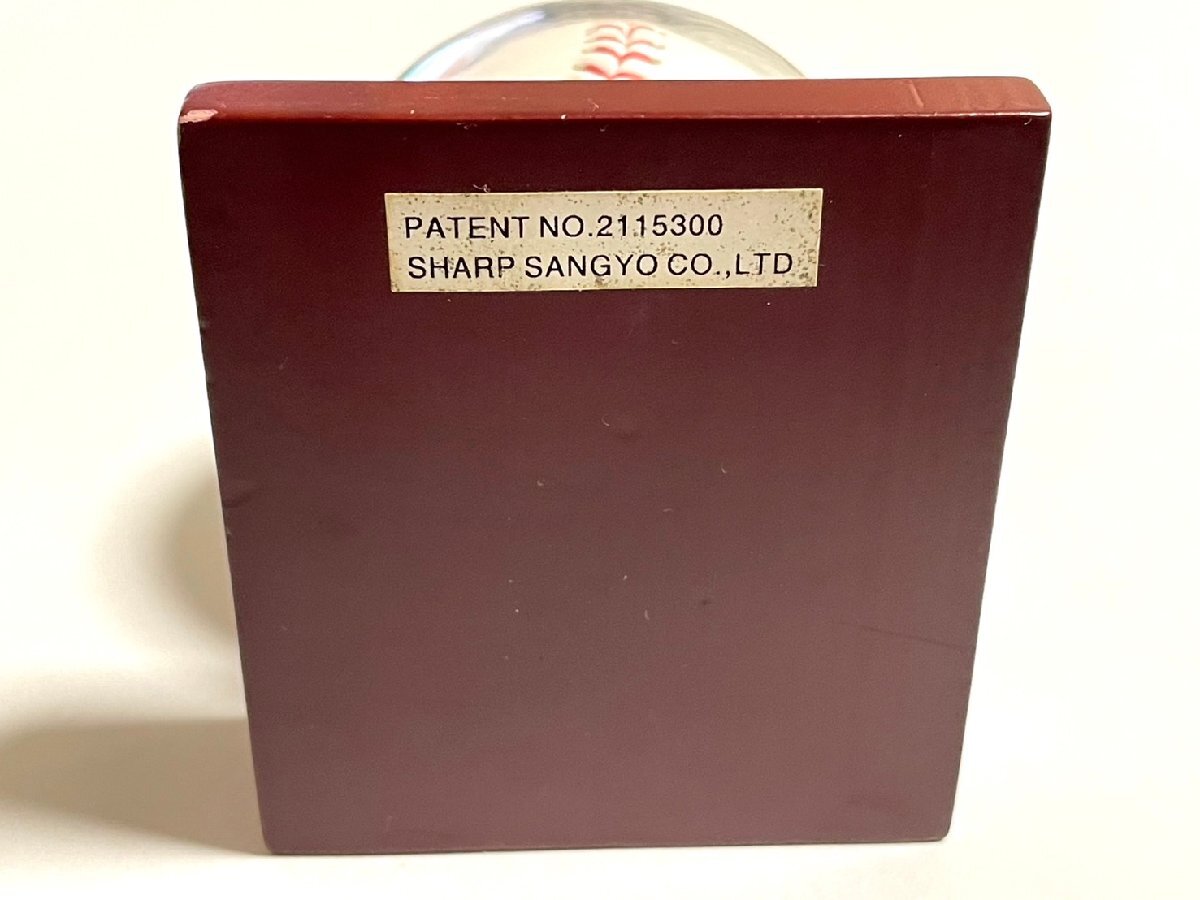 PATENT NO.2115300
SHARP SANGYO CO.,LTD